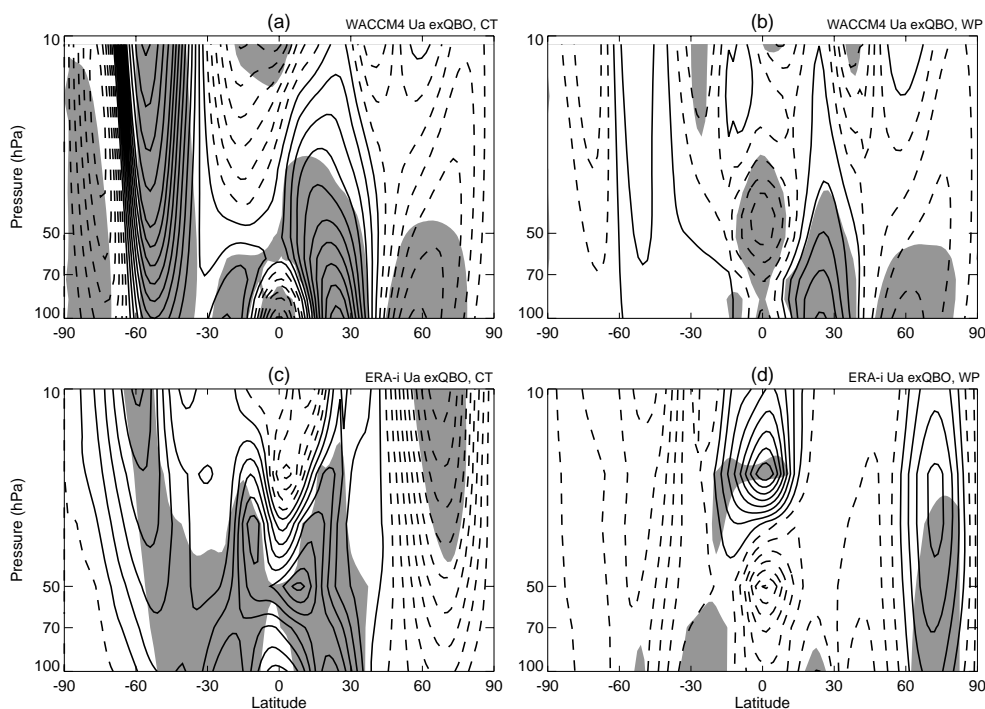 (a)
WACCM4 Ua exQBO, CT
10
50
70
100
Pressure (hPa)
-90 -60 -30 0 30 60 90
(b)
WACCM4 Ua exQBO, WP
10
50
70
100
-90 -60 -30 0 30 60 90
(c)
ERA-i Ua exQBO, CT
10
50
70
100
Pressure (hPa)
-90 -60 -30 0 30 60 90
Latitude
(d)
ERA-i Ua exQBO, WP
10
50
70
100
-90 -60 -30 0 30 60 90
Latitude